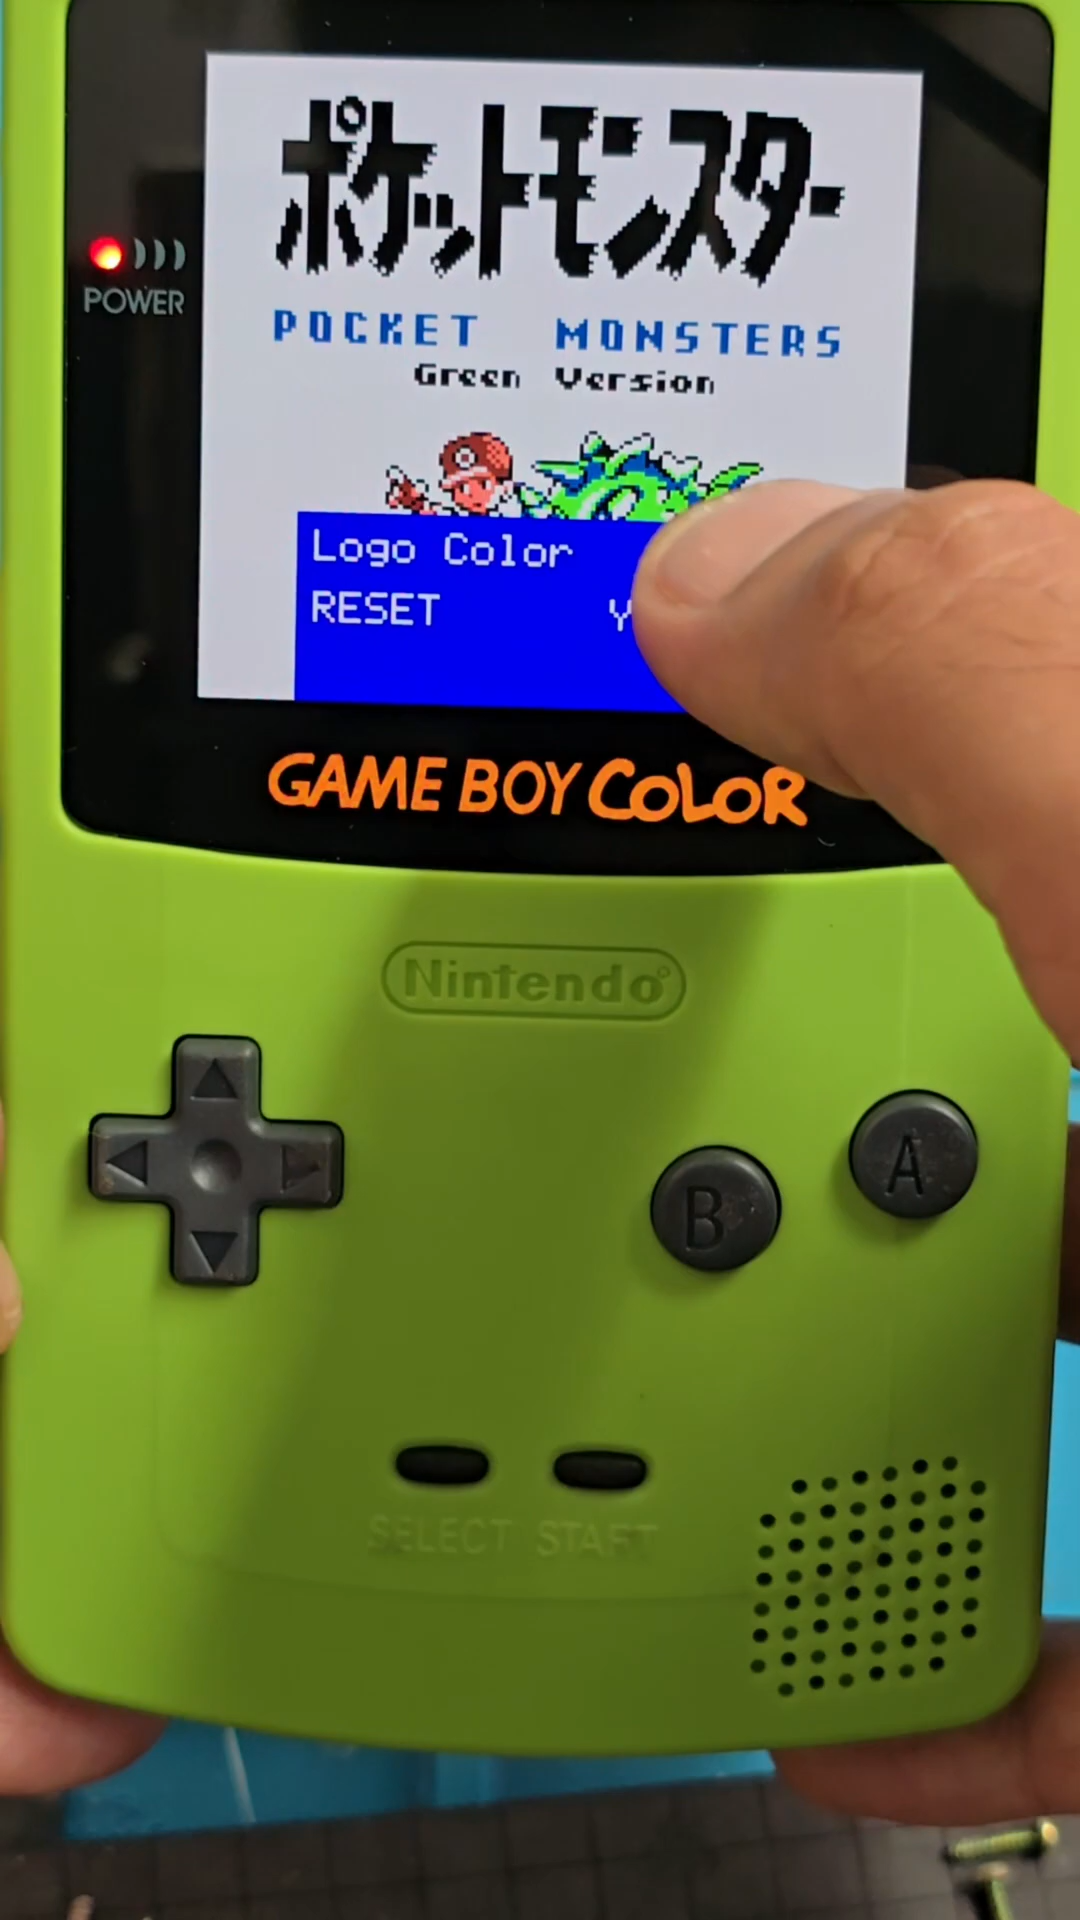 ポケットモンスター
POWER
POCKET MONSTERS
Green Version
Logo Color
RESET
GAME BOY COLOR
Nintendo
B A
SELECT START